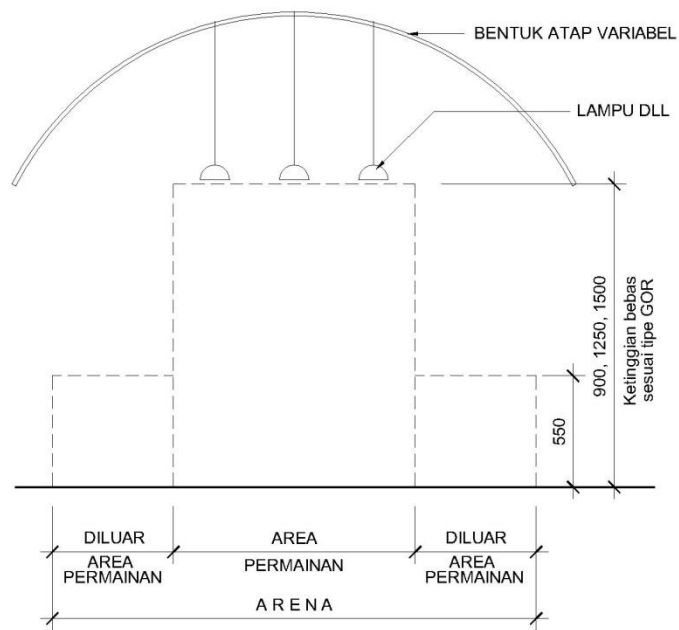 BENTUK ATAP VARIABEL
LAMPU DLL
900, 1250, 1500
Ketinggian bebas
sesuai tipe GOR
550
DILUAR
AREA
PERMAINAN
AREA
PERMAINAN
DILUAR
AREA
PERMAINAN
A R E N A